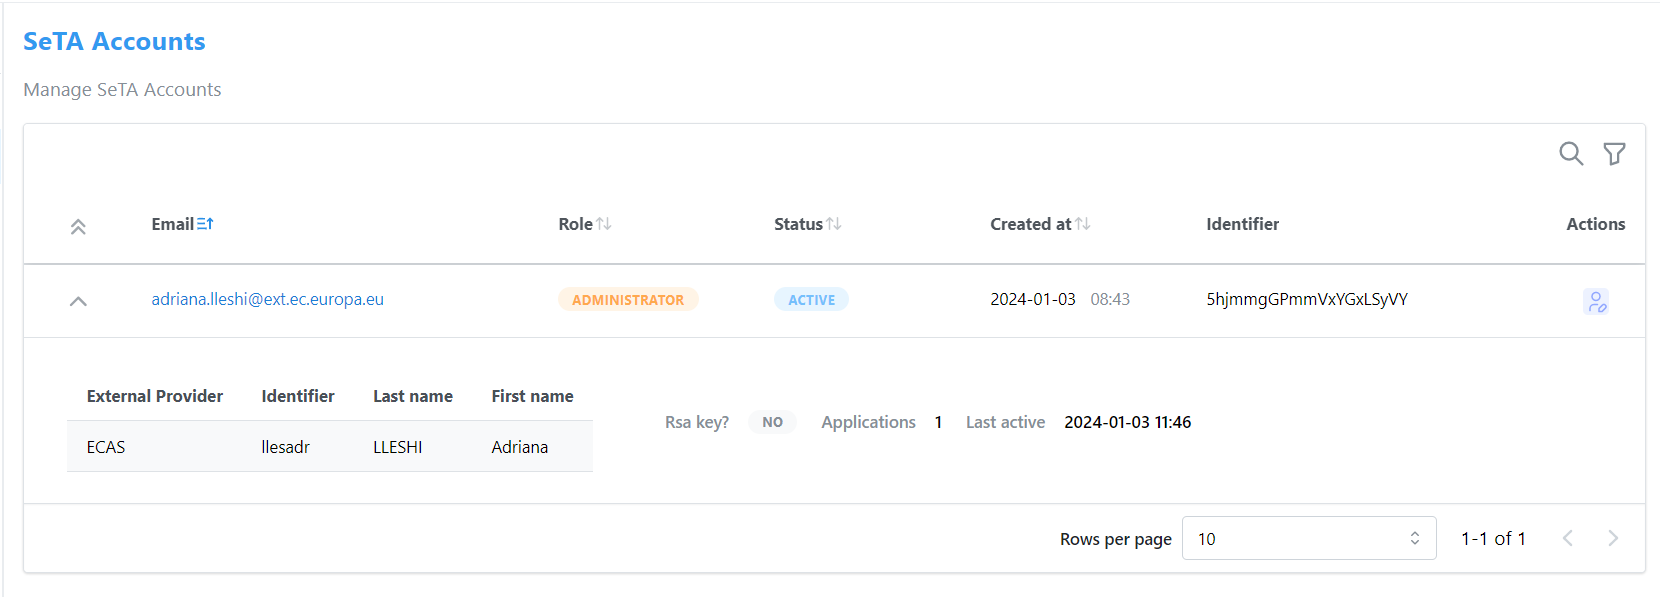 SeTA Accounts
Manage SeTA Accounts
Email Role Status Created at Identifier Actions
adriana.lleshi@ext.ec.europa.eu ADMINISTRATOR ACTIVE 2024-01-03 08:43 5hjmmgGPmmVxYGxLSyVY
External Provider Identifier Last name First name
ECAS llesadr LLESHI Adriana
Rsa key? NO Applications 1 Last active 2024-01-03 11:46
Rows per page 10 1-1 of 1